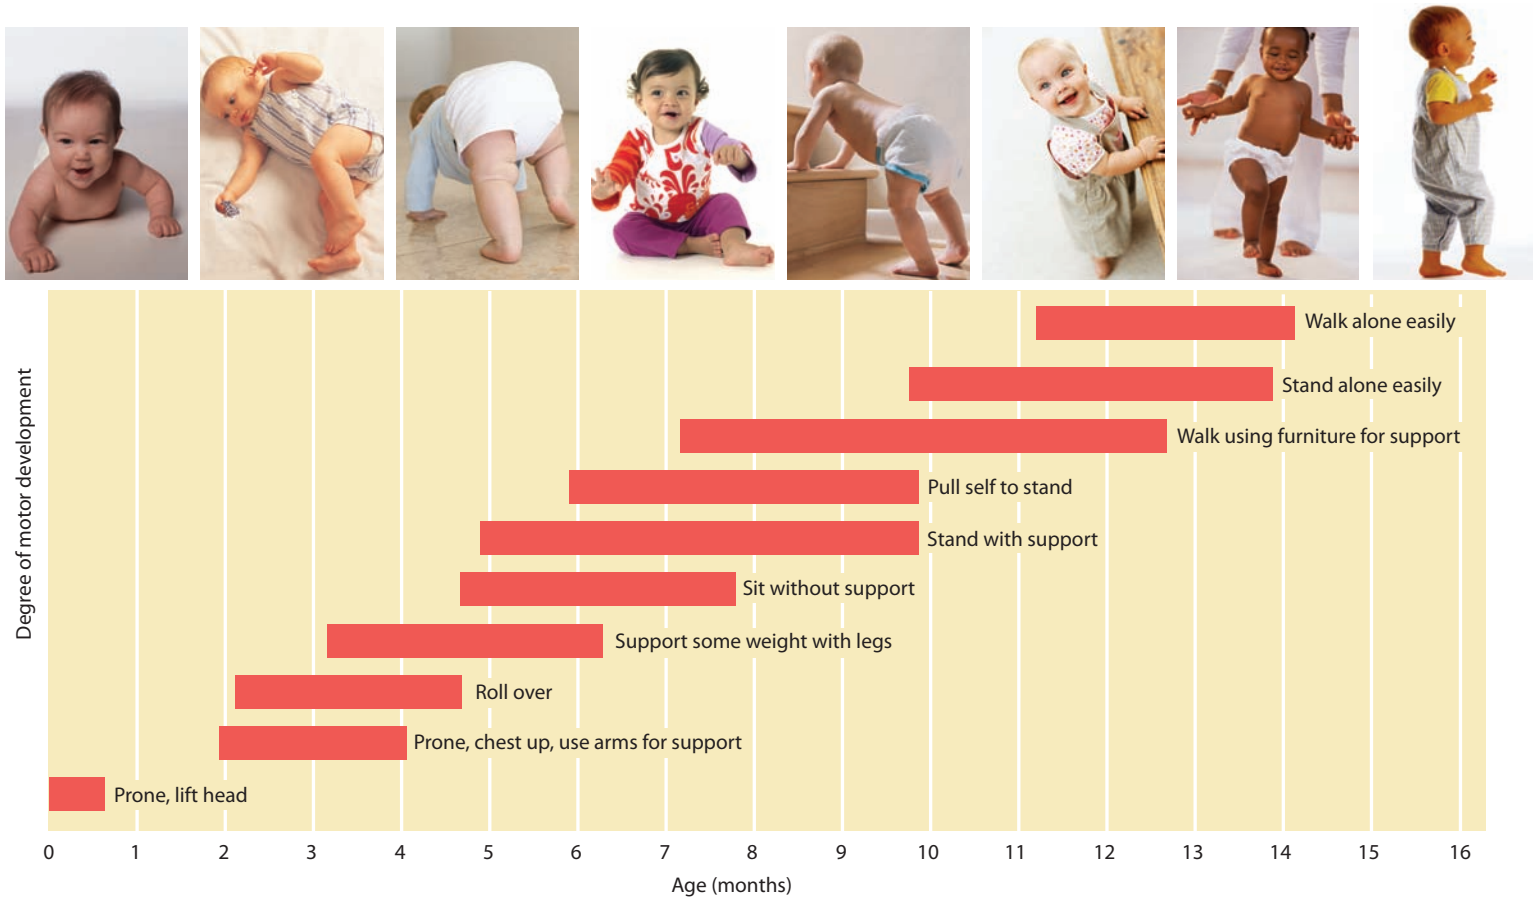 Degree of motor development
Walk alone easily
Stand alone easily
Walk using furniture for support
Pull self to stand
Stand with support
Sit without support
Support some weight with legs
Roll over
Prone, chest up, use arms for support
Prone, lift head
0 1 2 3 4 5 6 7 8 9 10 11 12 13 14 15 16
Age (months)